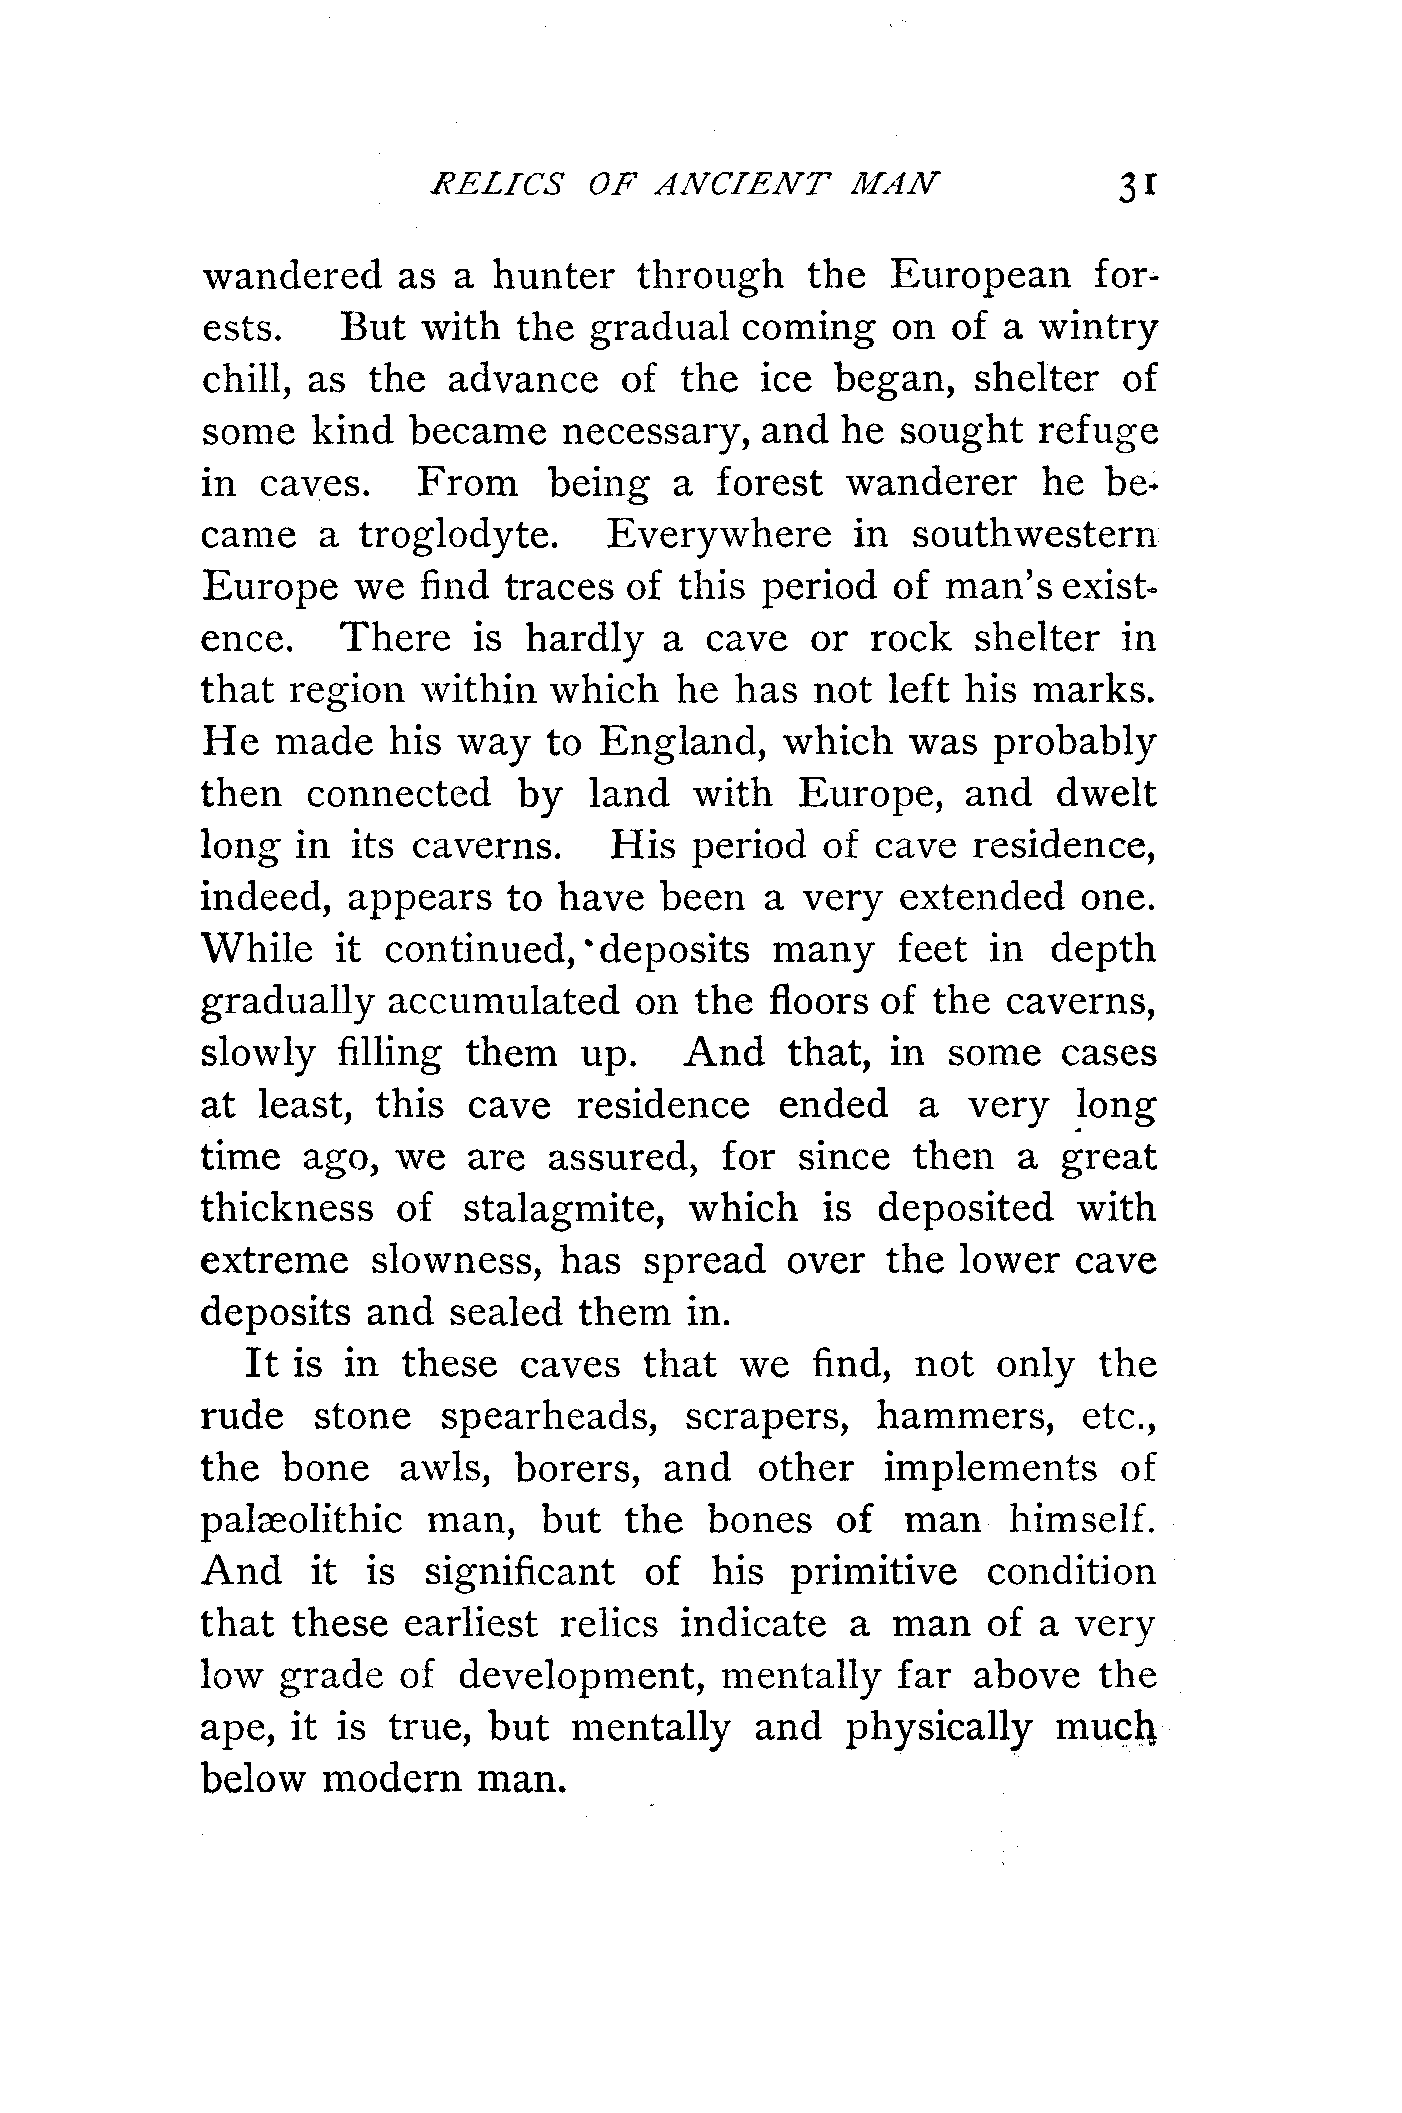 RELICS OF ANCIENT MAN 31
wandered as a hunter through the European for-
ests. But with the gradual coming on of a wintry
chill, as the advance of the ice began, shelter of
some kind became necessary, and he sought refuge
in caves. From being a forest wanderer he be-
came a troglodyte. Everywhere in southwestern
Europe we find traces of this period of man's exist-
ence. There is hardly a cave or rock shelter in
that region within which he has not left his marks.
He made his way to England, which was probably
then connected by land with Europe, and dwelt
long in its caverns. His period of cave residence,
indeed, appears to have been a very extended one.
While it continued, deposits many feet in depth
gradually accumulated on the floors of the caverns,
slowly filling them up. And that, in some cases
at least, this cave residence ended a very long
time ago, we are assured, for since then a great
thickness of stalagmite, which is deposited with
extreme slowness, has spread over the lower cave
deposits and sealed them in.
It is in these caves that we find, not only the
rude stone spearheads, scrapers, hammers, etc.,
the bone awls, borers, and other implements of
palæolithic man, but the bones of man himself.
And it is significant of his primitive condition
that these earliest relics indicate a man of a very
low grade of development, mentally far above the
ape, it is true, but mentally and physically much
below modern man.